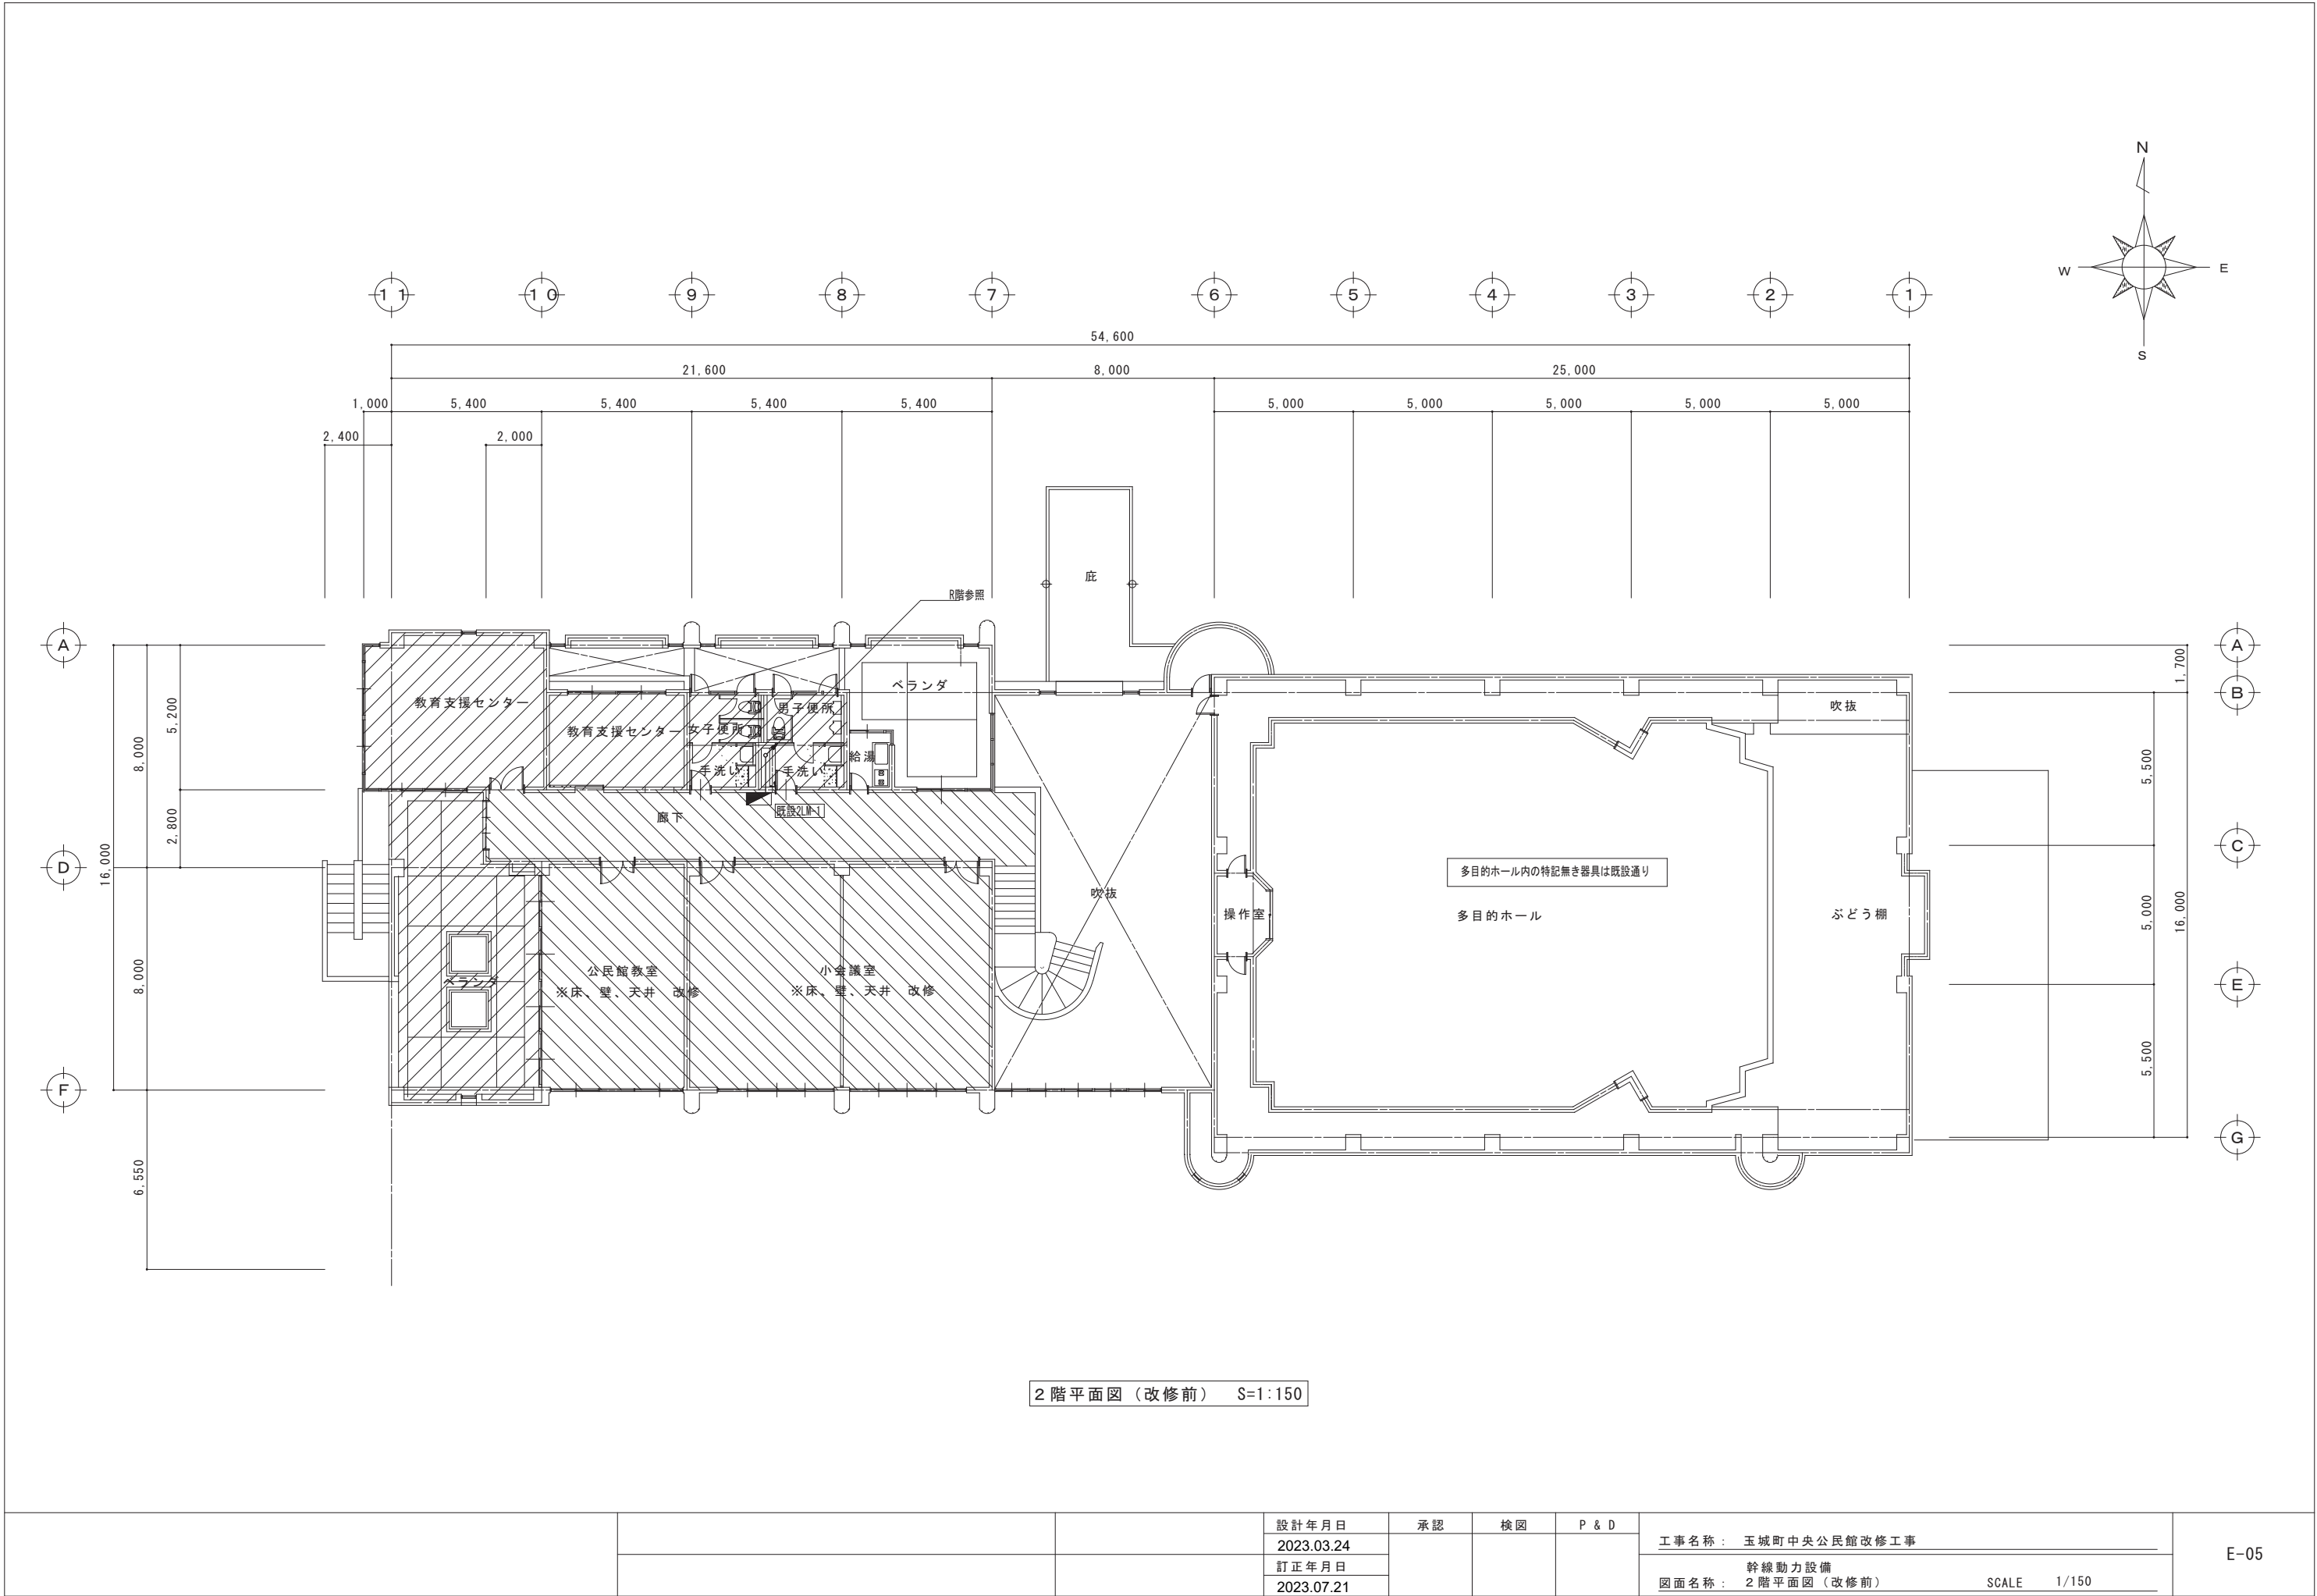 N
W E
S
11 10 9 8 7 6 5 4 3 2 1
54,600
21,600 8,000 25,000
1,000 5,400 5,400 5,400 5,400 5,000 5,000 5,000 5,000 5,000
2,400 2,000
庇
R階参照
A
D
F
5,200
2,800
8,000
8,000
16,000
6,550
A
B
C
E
G
1,700
5,500
5,000
5,500
16,000
教育支援センター
教育支援センター
女子便所
男子便所
ベランダ
手洗い
手洗い
給湯
廊下
既設2LM-1
吹抜
吹抜
多目的ホール内の特記無き器具は既設通り
操作室
多目的ホール
ぶどう棚
公民館教室
※床、壁、天井 改修
小会議室
※床、壁、天井 改修
ベランダ
2階平面図(改修前) S=1:150
設計年月日 承認 検図 P & D
2023.03.24
訂正年月日
2023.07.21
工事名称: 玉城町中央公民館改修工事
幹線動力設備
図面名称: 2階平面図(改修前) SCALE 1/150
E-05